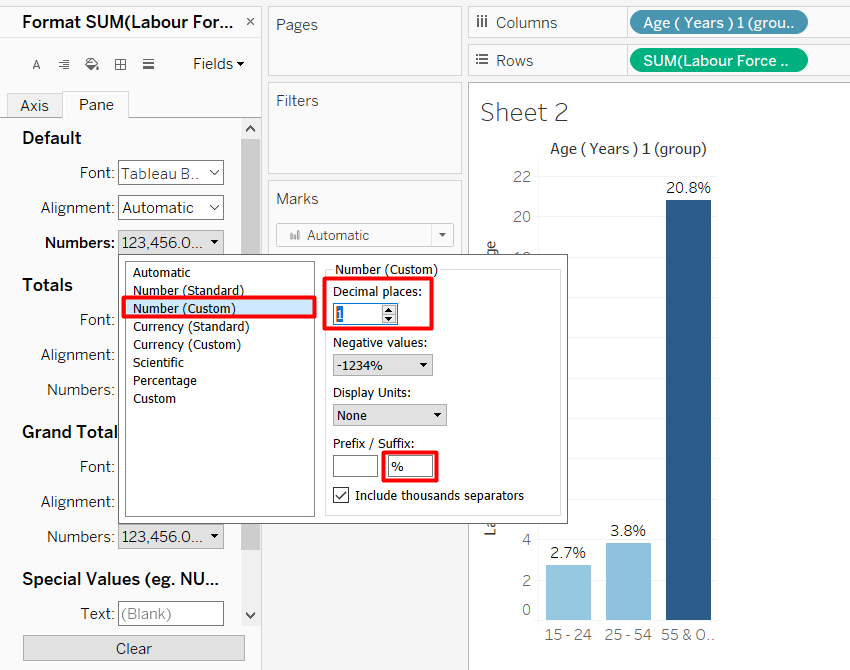 Format SUM(Labour For...
×
A
Fields
Axis
Pane
Default
Font: Tableau B..
Alignment: Automatic
Numbers: 123,456.0...
Totals
Font:
Alignment:
Numbers:
Grand Total
Font:
Alignment:
Numbers: 123,456.0...
Special Values (eg. NU...
Text: (Blank)
Clear
Automatic
Number (Standard)
Number (Custom)
Currency (Standard)
Currency (Custom)
Scientific
Percentage
Custom
Number (Custom)
Decimal places:
1
Negative values:
-1234%
Display Units:
None
Prefix / Suffix:
%
Include thousands separators
Pages
Filters
Marks
Automatic
Columns
Age ( Years ) 1 (grou..
Rows
SUM(Labour Force ..
Sheet 2
Age ( Years ) 1 (group)
22
20
4
2
0
2.7%
3.8%
20.8%
15 - 24
25 - 54
55 & O..